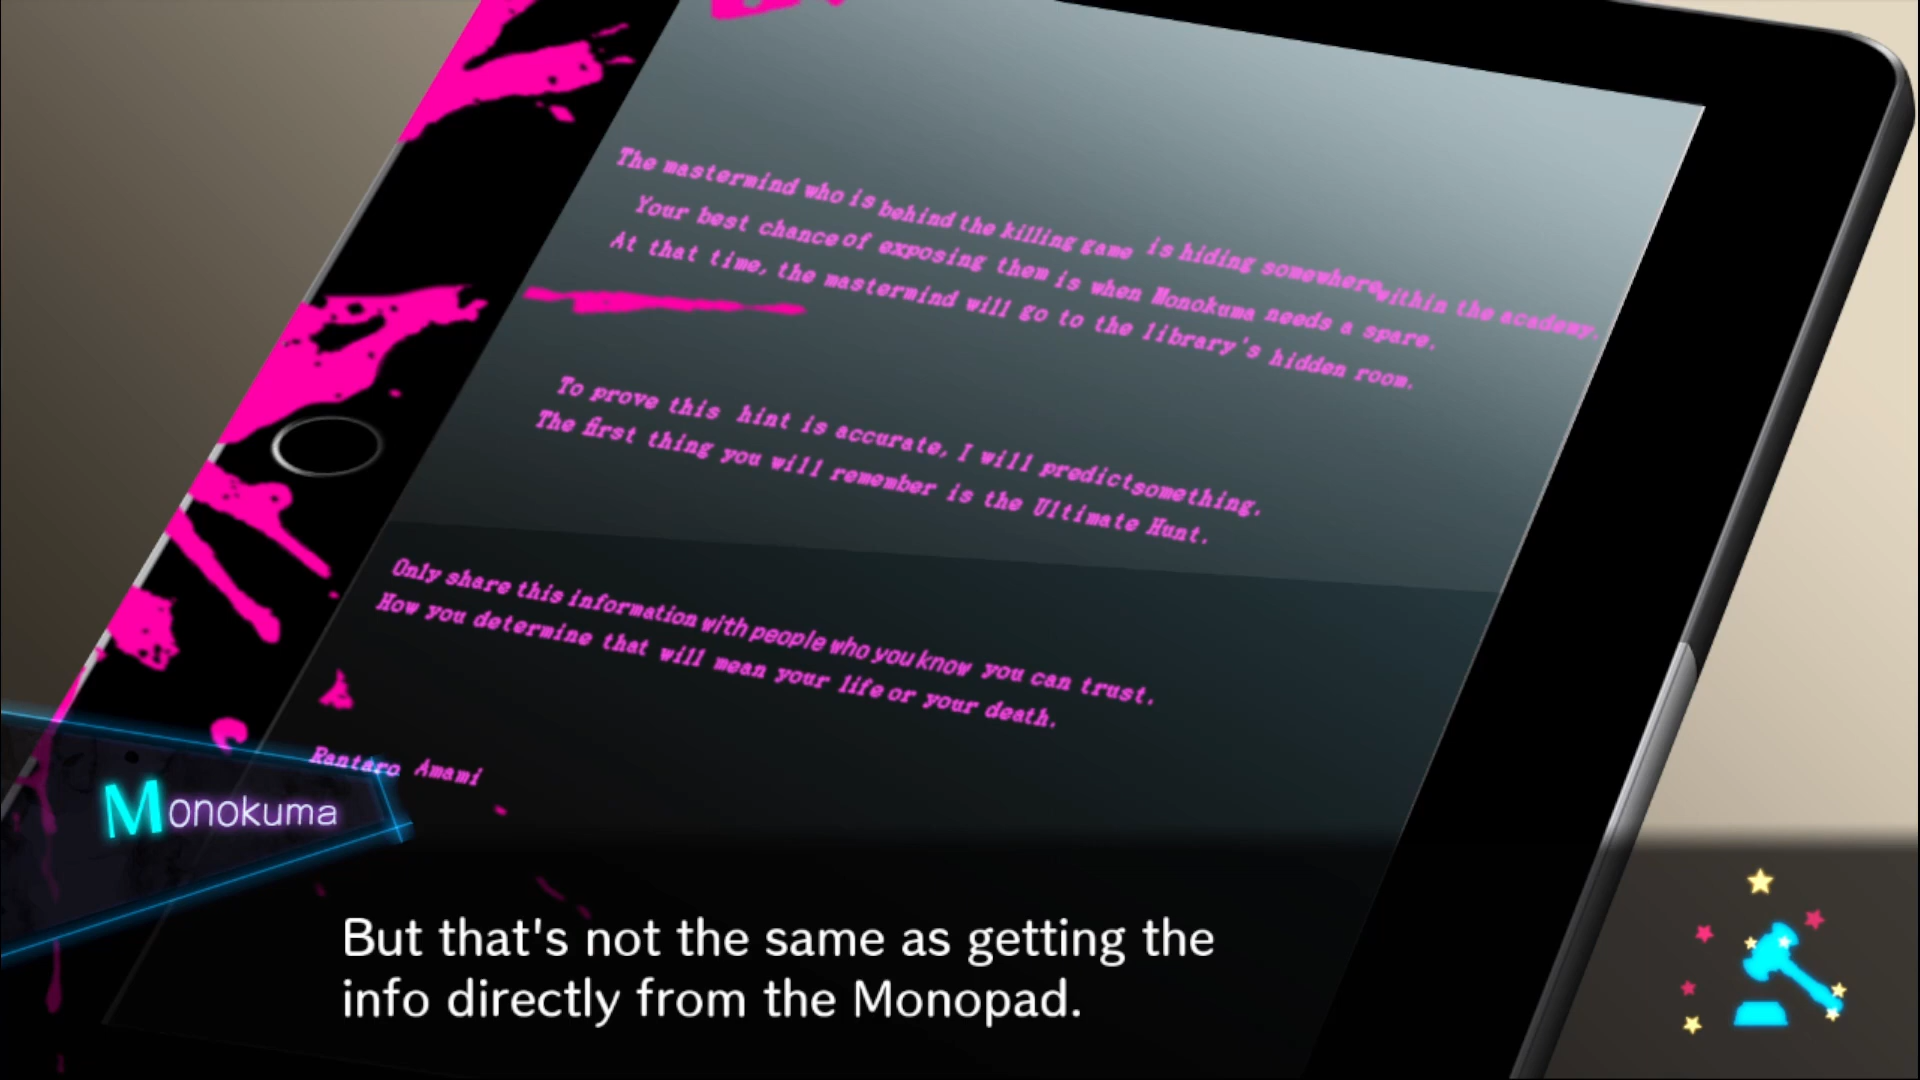 The mastermind who is behind the killing game is hiding somewhere within the academy.
Your best chance of exposing them is when Monokuma needs a spare.
At that time, the mastermind will go to the library's hidden room.
To prove this hint is accurate, I will predict something.
The first thing you will remember is the Ultimate Hunt.
Only share this information with people who you know you can trust.
How you determine that will mean your life or your death.
Rantaro Amami
Monokuma
But that's not the same as getting the
info directly from the Monopad.